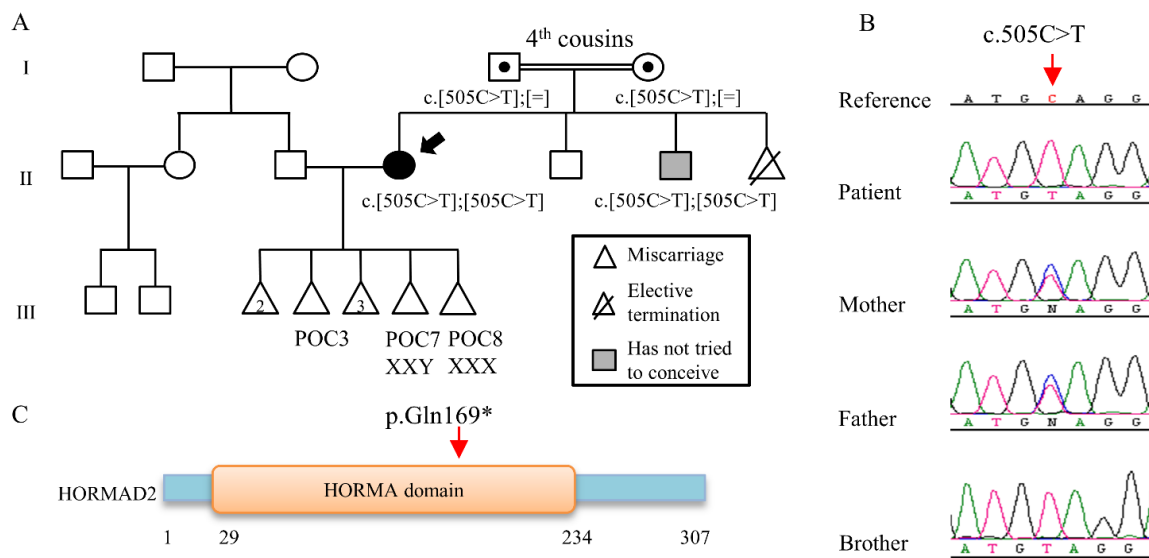 A
I
II
III
4th cousins
c.[505C>T];[=]
c.[505C>T];[=]
c.[505C>T];[505C>T]
c.[505C>T];[505C>T]
2
3
POC3
POC7
XXY
POC8
XXX
Miscarriage
Elective
termination
Has not tried
to conceive
B
c.505C>T
Reference
A T G C A G G
Patient
A T G T A G G
Mother
A T G N A G G
Father
A T G N A G G
Brother
A T G T A G G
C
p.Gln169*
HORMAD2
HORMA domain
1
29
234
307